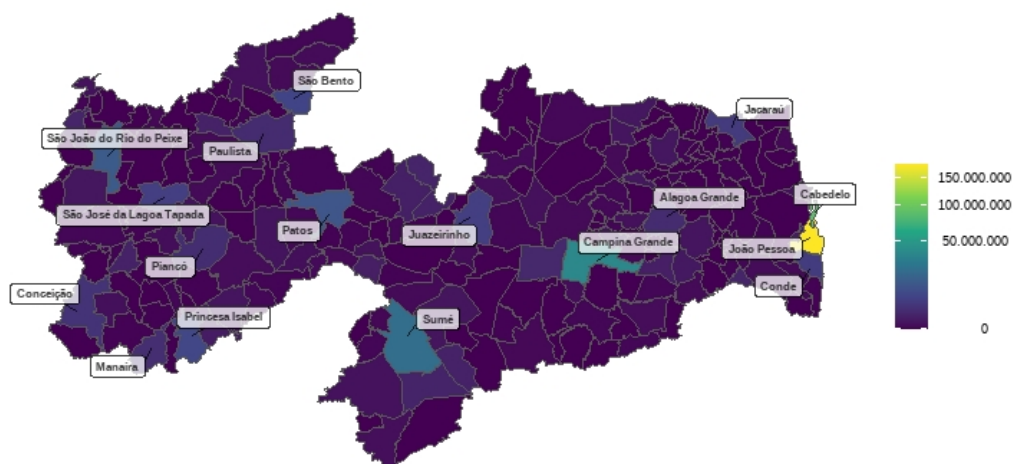 São Bento
Jacaraú
São João do Rio do Peixe
Paulista
150.000.000
Cabedelo
Alagoa Grande
100.000.000
São José da Lagoa Tapada
Patos
Juazeirinho
Campina Grande
João Pessoa
50.000.000
Piancó
Conceição
Conde
Princesa Isabel
Sumé
0
Manaíra